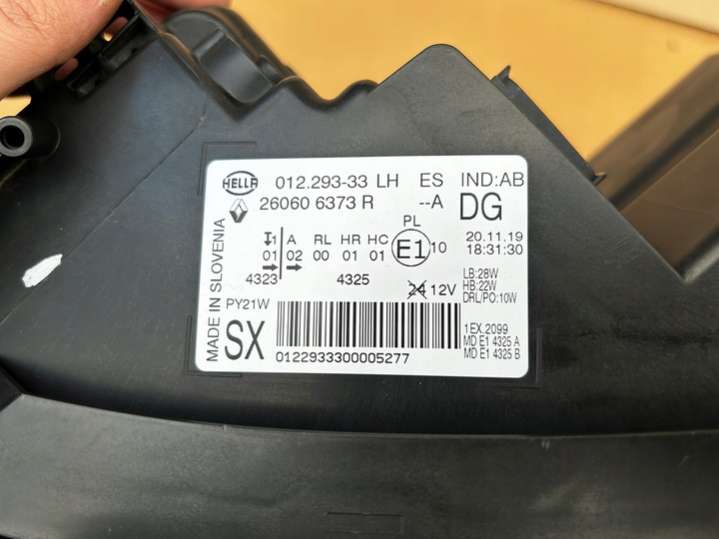 HELLA 012.293-33 LH ES IND:AB
26060 6373 R --A DG
MADE IN SLOVENIA
PL
1 A RL HR HC E1 10 20.11.19
01 02 00 01 01 18:31:30
4323 4325
LB:28W
HB:22W
DRL/PO:10W
24 12V
PY21W
SX
0122933300005277
1EX.2099
MD E1 4325 A
MD E1 4325 B